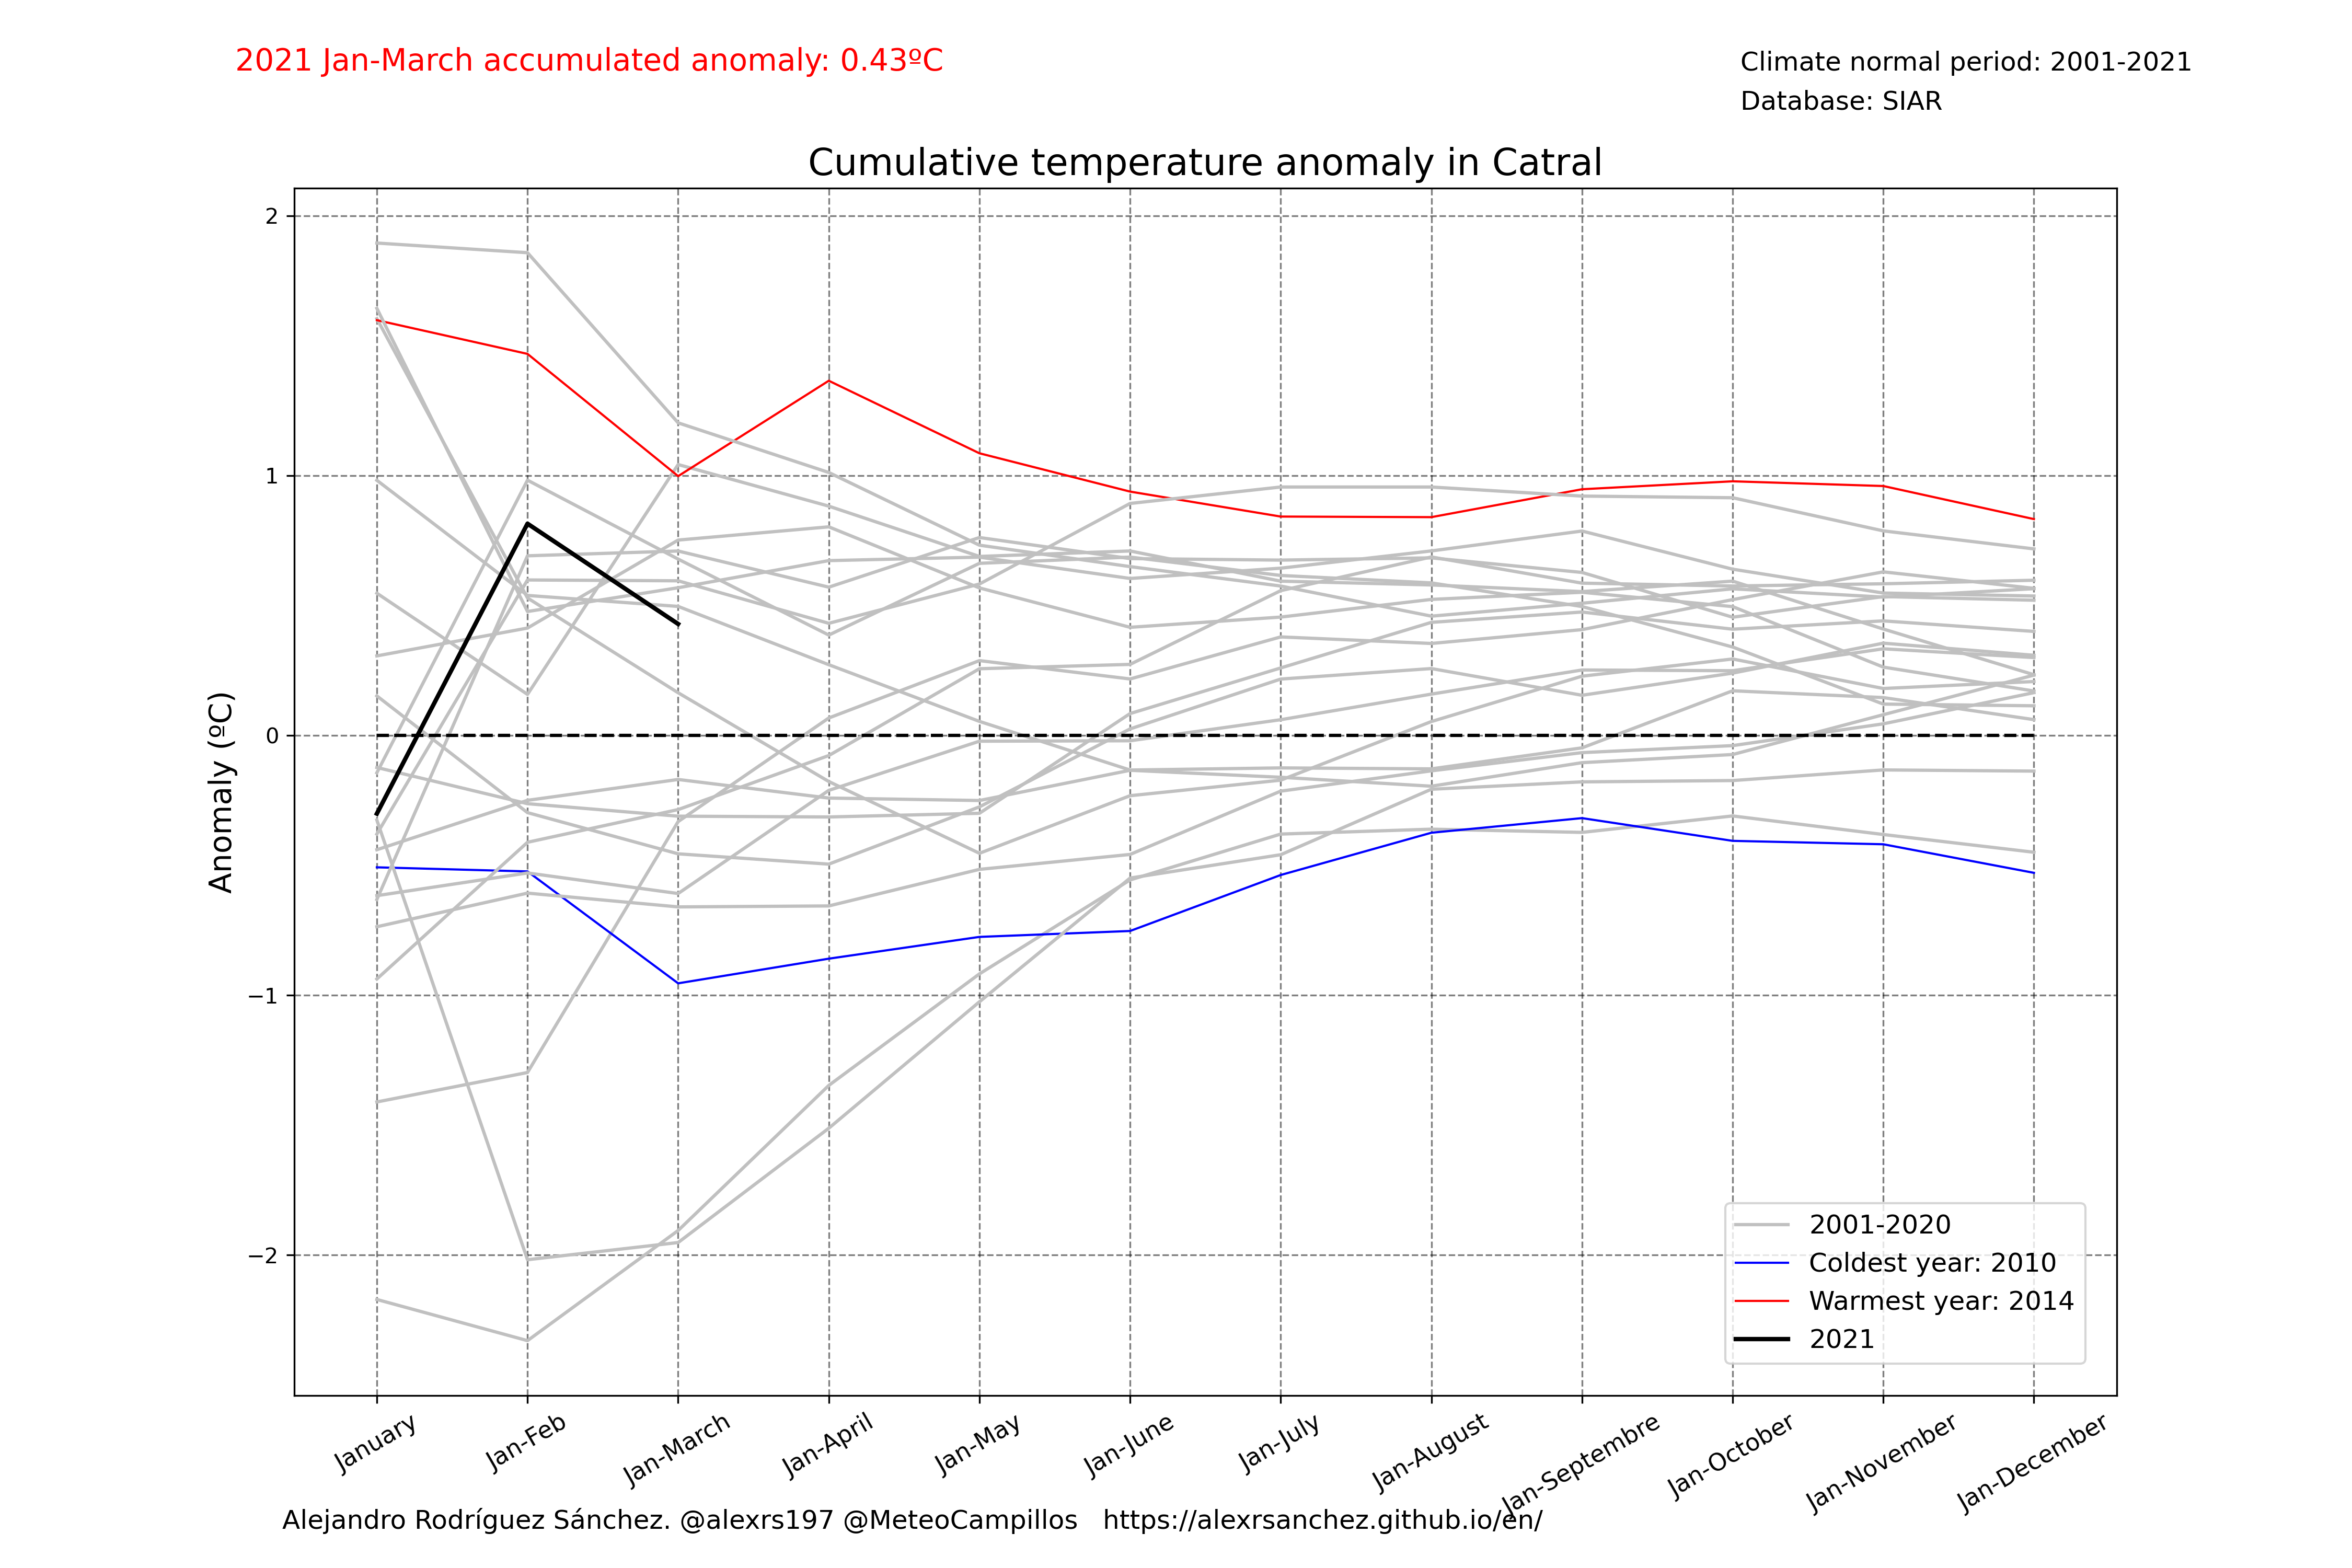 2021 Jan-March accumulated anomaly: 0.43ºC
Climate normal period: 2001-2021
Database: SIAR
Cumulative temperature anomaly in Catral
Anomaly (ºC)
2
1
0
−1
−2
January
Jan-Feb
Jan-March
Jan-April
Jan-May
Jan-June
Jan-July
Jan-August
Jan-Septembre
Jan-October
Jan-November
Jan-December
2001-2020
Coldest year: 2010
Warmest year: 2014
2021
Alejandro Rodríguez Sánchez. @alexrs197 @MeteoCampillos   https://alexrsanchez.github.io/en/